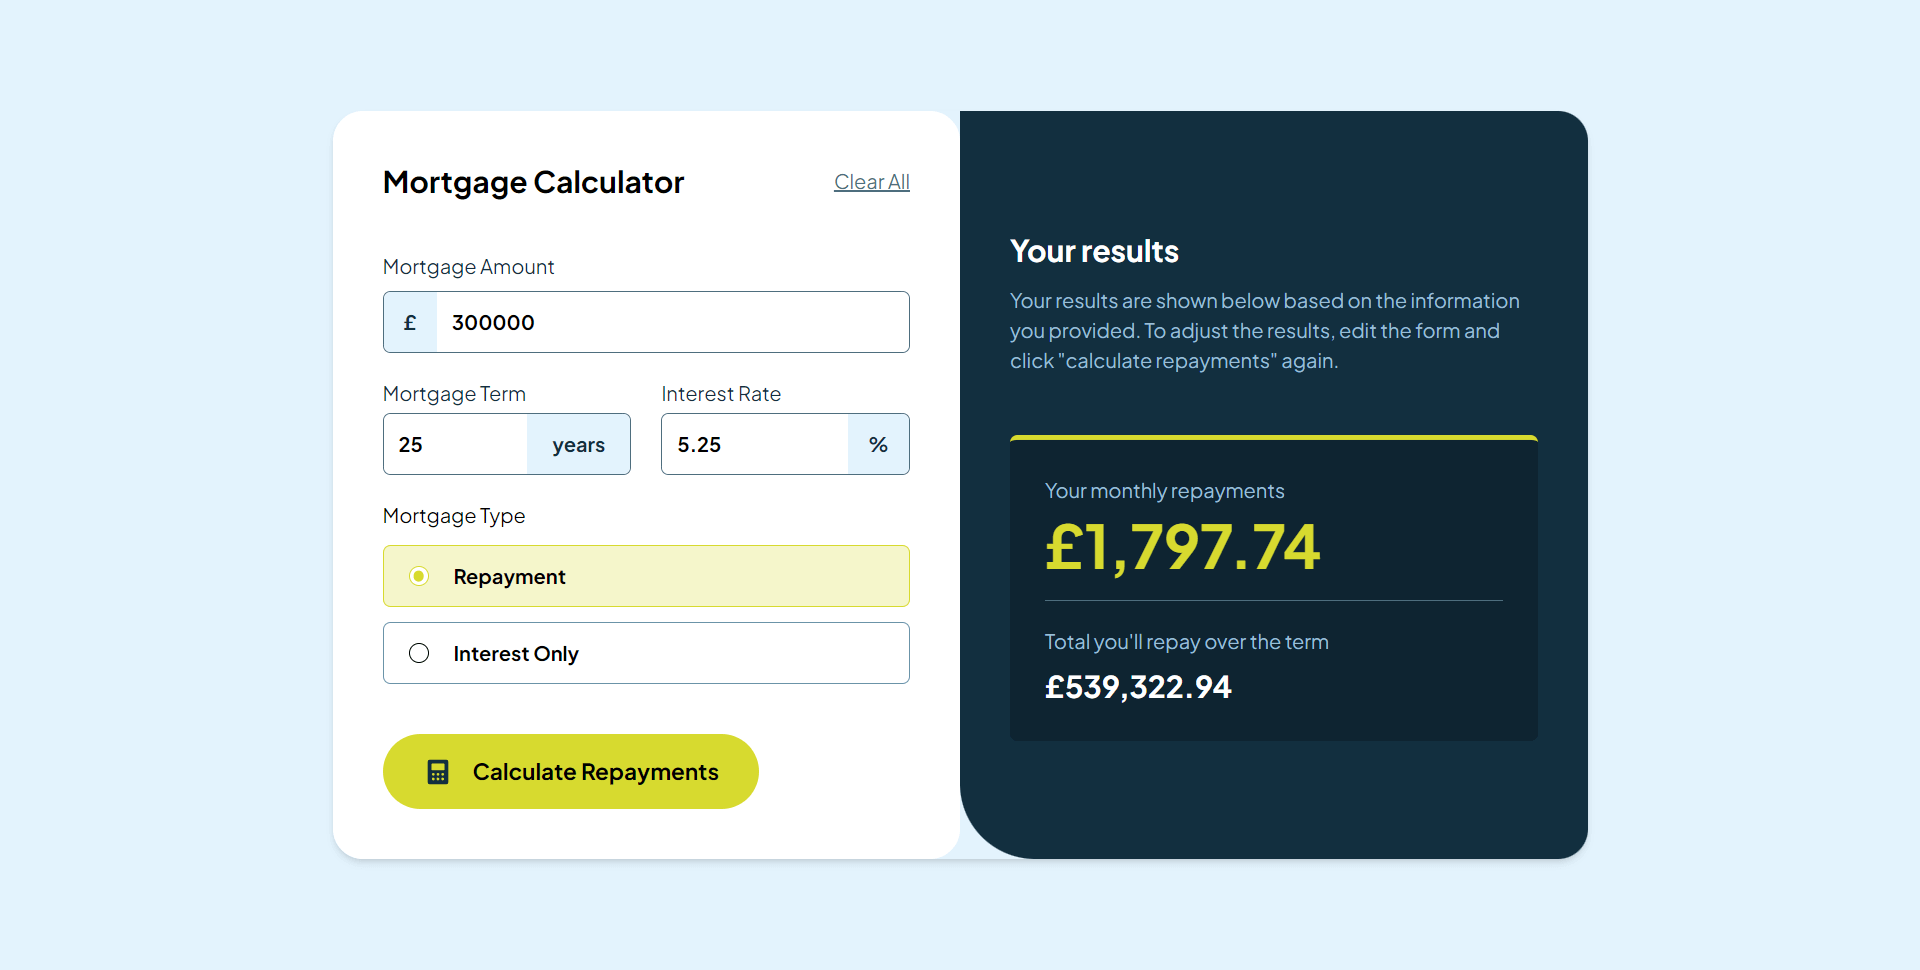 Mortgage Calculator
Clear All
Mortgage Amount
£ 300000
Mortgage Term
25 years
Interest Rate
5.25 %
Mortgage Type
Repayment
Interest Only
Calculate Repayments
Your results
Your results are shown below based on the information
you provided. To adjust the results, edit the form and
click "calculate repayments" again.
Your monthly repayments
£1,797.74
Total you'll repay over the term
£539,322.94